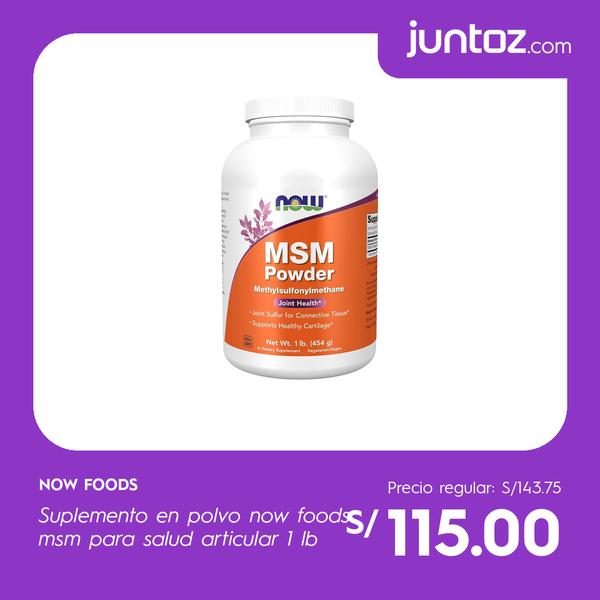 juntoz.com
now
MSM
Powder
Methylsulfonylmethane
Joint Health*
• Joint Sulfur for Connective Tissue*
• Supports Healthy Cartilage*
Net Wt. 1 lb. (454 g)
A Dietary Supplement Vegetarian/Vegan
NOW FOODS
Suplemento en polvo now foods
msm para salud articular 1 lb
Precio regular: S/143.75
S/ 115.00